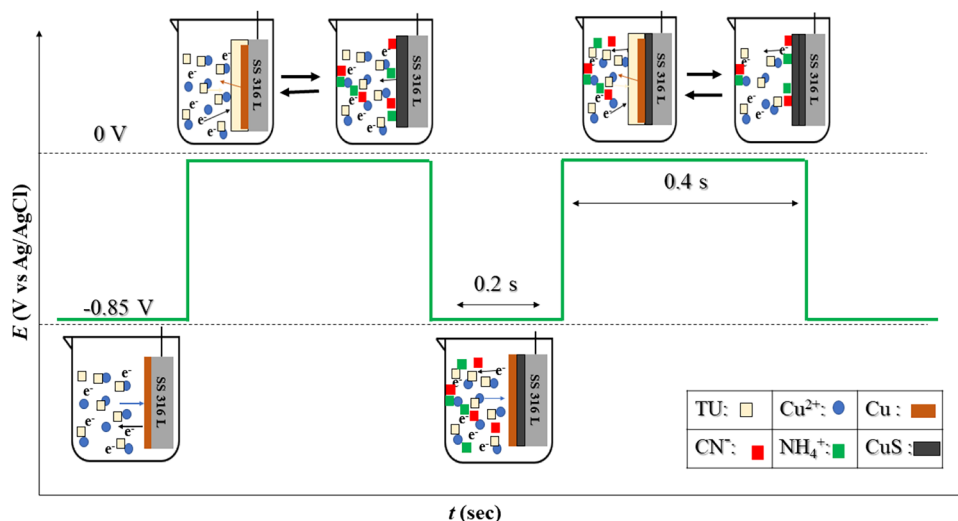 SS 316 L
e⁻
e⁻
e⁻
e⁻
SS 316 L
e⁻
e⁻
e⁻
e⁻
SS 316 L
e⁻
e⁻
e⁻
e⁻
SS 316 L
e⁻
e⁻
e⁻
e⁻
0 V
0.4 s
0.2 s
-0.85 V
E (V vs Ag/AgCl)
SS 316 L
e⁻
e⁻
e⁻
e⁻
SS 316 L
e⁻
e⁻
e⁻
e⁻
TU: Cu²⁺: Cu :
CN⁻: NH₄⁺: CuS:
t (sec)